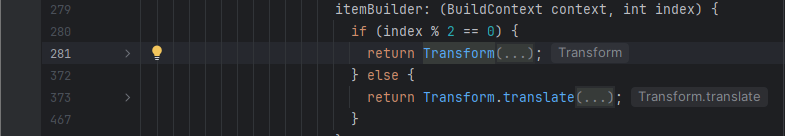 279 itemBuilder: (BuildContext context, int index) {
280 if (index % 2 == 0) {
281 return Transform(...); Transform
372 } else {
373 return Transform.translate(...); Transform.translate
467 }